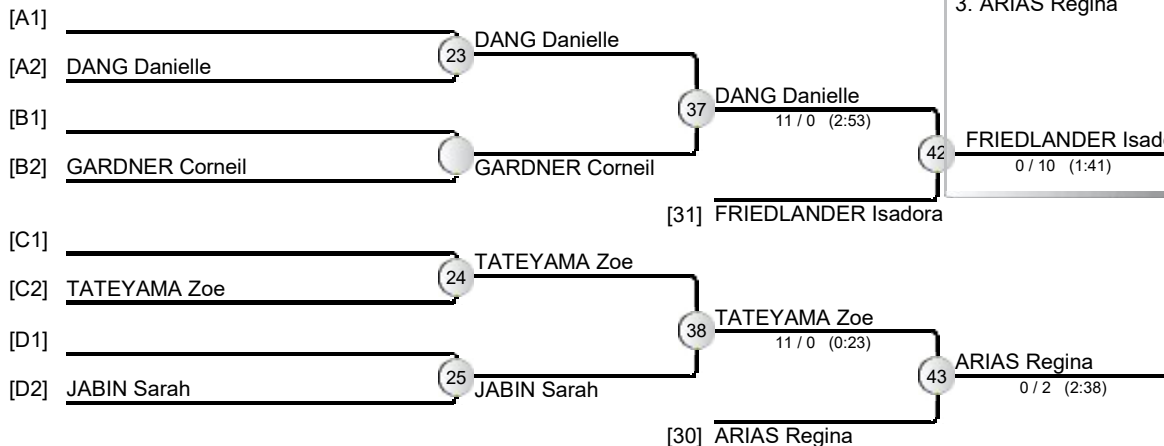 3. ARIAS Regina
[A1]
23 DANG Danielle
[A2] DANG Danielle
37 DANG Danielle
11 / 0 (2:53)
[B1]
42 FRIEDLANDER
0 / 10 (1:41)
[B2] GARDNER Corneil
GARDNER Corneil
[31] FRIEDLANDER Isadora
[C1]
24 TATEYAMA Zoe
[C2] TATEYAMA Zoe
38 TATEYAMA Zoe
11 / 0 (0:23)
[D1]
43 ARIAS Regina
0 / 2 (2:38)
[D2] JABIN Sarah
25 JABIN Sarah
[30] ARIAS Regina